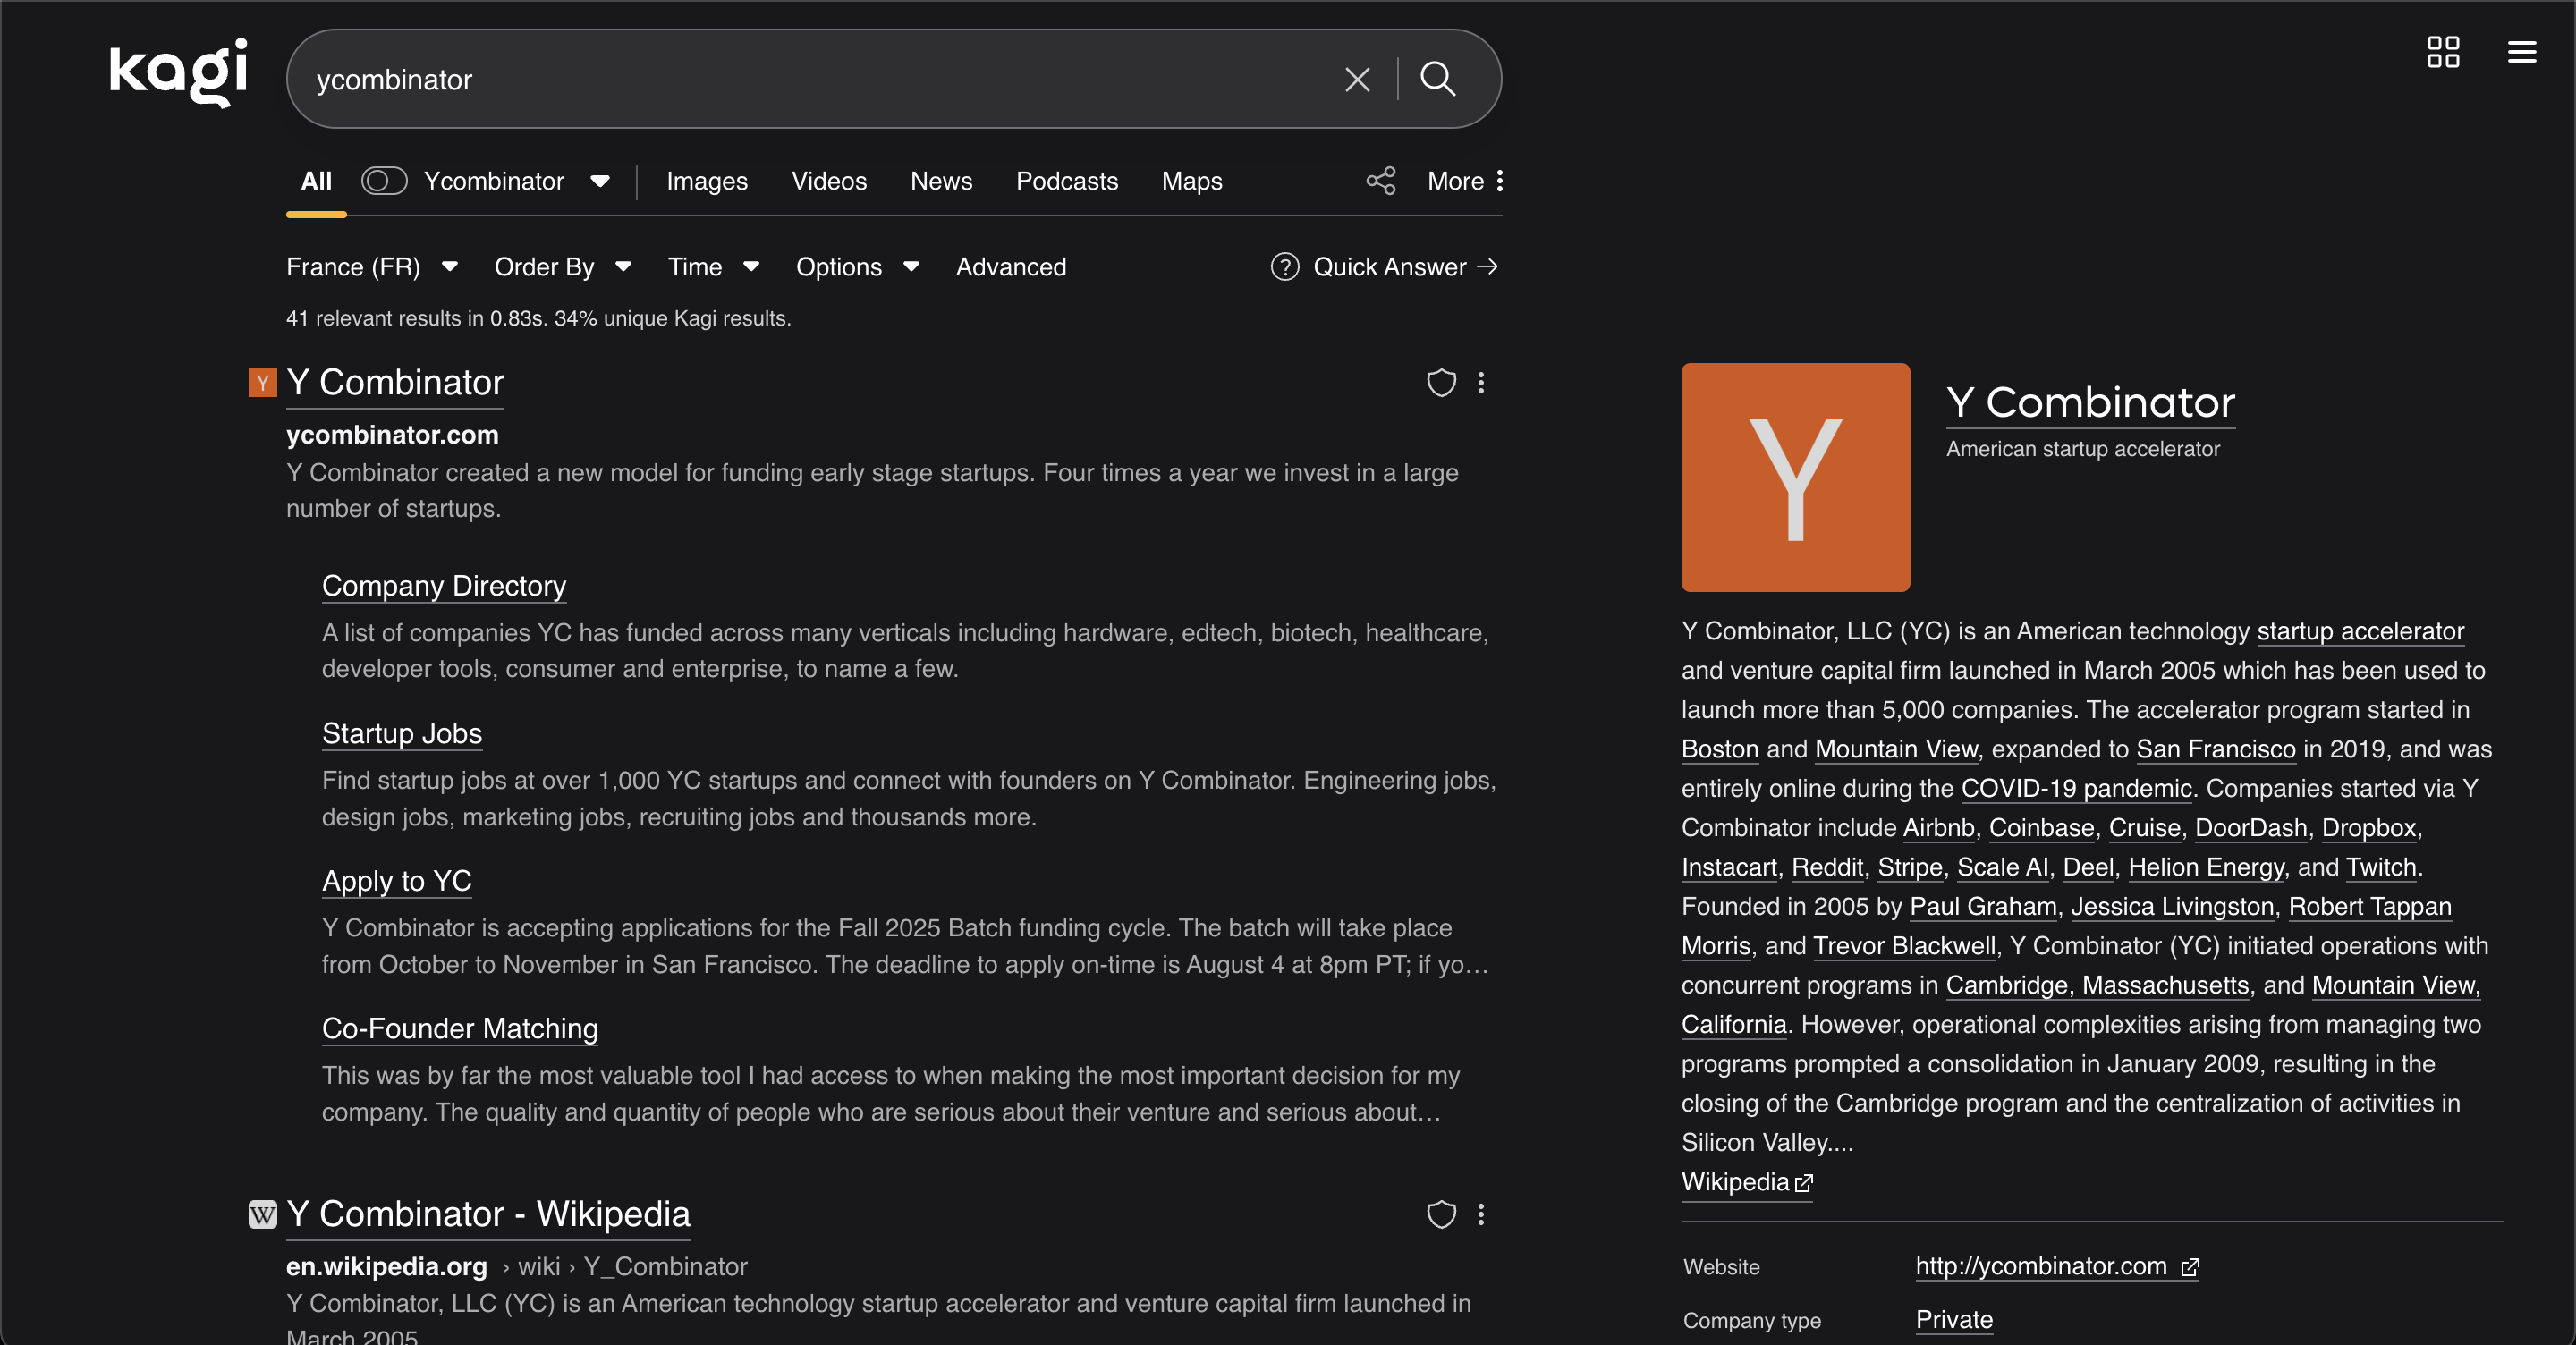 kagi
ycombinator
All Ycombinator Images Videos News Podcasts Maps More
France (FR) Order By Time Options Advanced ? Quick Answer →
41 relevant results in 0.83s. 34% unique Kagi results.
Y Y Combinator
ycombinator.com
Y Combinator created a new model for funding early stage startups. Four times a year we invest in a large
number of startups.
Company Directory
A list of companies YC has funded across many verticals including hardware, edtech, biotech, healthcare,
developer tools, consumer and enterprise, to name a few.
Startup Jobs
Find startup jobs at over 1,000 YC startups and connect with founders on Y Combinator. Engineering jobs,
design jobs, marketing jobs, recruiting jobs and thousands more.
Apply to YC
Y Combinator is accepting applications for the Fall 2025 Batch funding cycle. The batch will take place
from October to November in San Francisco. The deadline to apply on-time is August 4 at 8pm PT; if yo…
Co-Founder Matching
This was by far the most valuable tool I had access to when making the most important decision for my
company. The quality and quantity of people who are serious about their venture and serious about…
W Y Combinator - Wikipedia
en.wikipedia.org › wiki › Y_Combinator
Y Combinator, LLC (YC) is an American technology startup accelerator and venture capital firm launched in
March 2005
Y
Y Combinator
American startup accelerator
Y Combinator, LLC (YC) is an American technology startup accelerator
and venture capital firm launched in March 2005 which has been used to
launch more than 5,000 companies. The accelerator program started in
Boston and Mountain View, expanded to San Francisco in 2019, and was
entirely online during the COVID-19 pandemic. Companies started via Y
Combinator include Airbnb, Coinbase, Cruise, DoorDash, Dropbox,
Instacart, Reddit, Stripe, Scale AI, Deel, Helion Energy, and Twitch.
Founded in 2005 by Paul Graham, Jessica Livingston, Robert Tappan
Morris, and Trevor Blackwell, Y Combinator (YC) initiated operations with
concurrent programs in Cambridge, Massachusetts, and Mountain View,
California. However, operational complexities arising from managing two
programs prompted a consolidation in January 2009, resulting in the
closing of the Cambridge program and the centralization of activities in
Silicon Valley....
Wikipedia
Website http://ycombinator.com
Company type Private